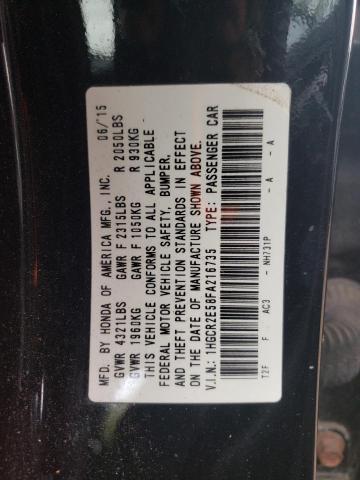 MFD. BY HONDA OF AMERICA MFG., INC. 06/'15
GVWR 4321LBS GAWR F 2315LBS R 2050LBS
GVWR 1960KG GAWR F 1050KG R 930KG
THIS VEHICLE CONFORMS TO ALL APPLICABLE
FEDERAL MOTOR VEHICLE SAFETY, BUMPER,
AND THEFT PREVENTION STANDARDS IN EFFECT
ON THE DATE OF MANUFACTURE SHOWN ABOVE.
V.I.N.: 1HGCR2E58FA216735 TYPE: PASSENGER CAR
T2F F AC3 - NH731P - A - A